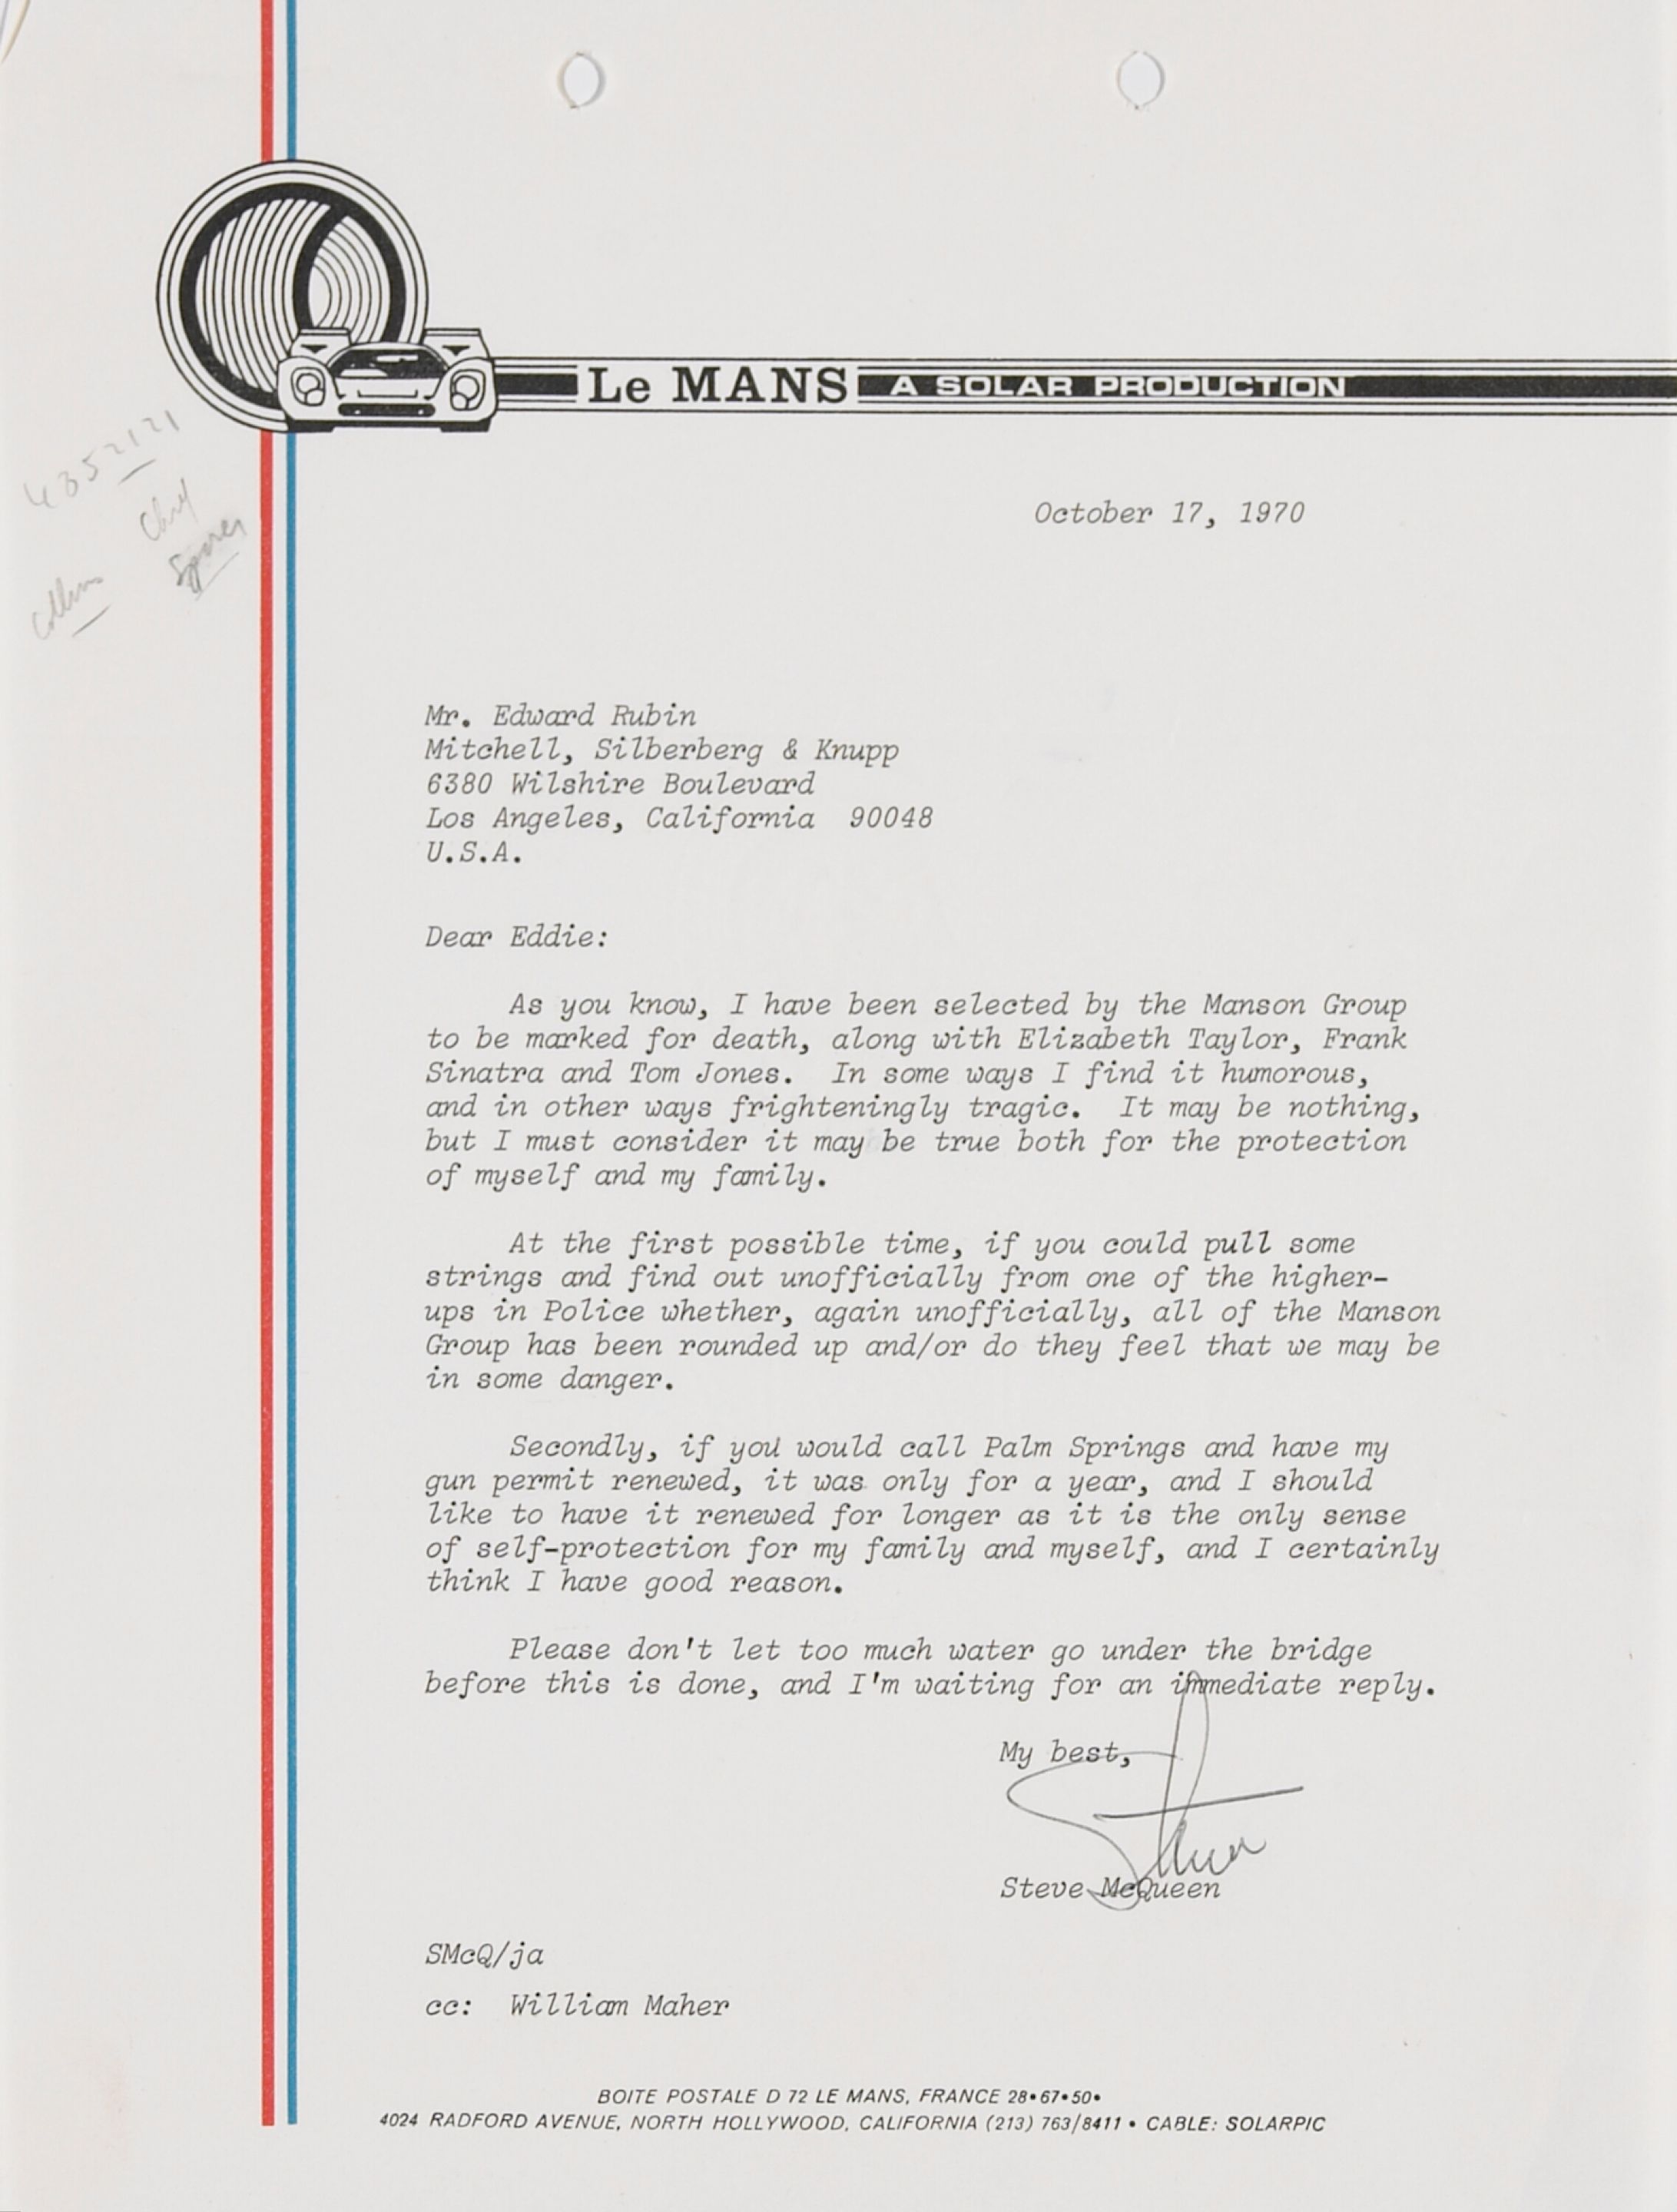 Le MANS A SOLAR PRODUCTION
4352121
Chief
Collins
October 17, 1970
Mr. Edward Rubin
Mitchell, Silberberg & Knupp
6380 Wilshire Boulevard
Los Angeles, California 90048
U.S.A.
Dear Eddie:
As you know, I have been selected by the Manson Group
to be marked for death, along with Elizabeth Taylor, Frank
Sinatra and Tom Jones. In some ways I find it humorous,
and in other ways frighteningly tragic. It may be nothing,
but I must consider it may be true both for the protection
of myself and my family.
At the first possible time, if you could pull some
strings and find out unofficially from one of the higher-
ups in Police whether, again unofficially, all of the Manson
Group has been rounded up and/or do they feel that we may be
in some danger.
Secondly, if you would call Palm Springs and have my
gun permit renewed, it was only for a year, and I should
like to have it renewed for longer as it is the only sense
of self-protection for my family and myself, and I certainly
think I have good reason.
Please don't let too much water go under the bridge
before this is done, and I'm waiting for an immediate reply.
My best,
Steve
Steve McQueen
SMcQ/ja
cc: William Maher
BOITE POSTALE D 72 LE MANS, FRANCE 28•67•50•
4024 RADFORD AVENUE, NORTH HOLLYWOOD, CALIFORNIA (213) 763/8411 • CABLE: SOLARPIC